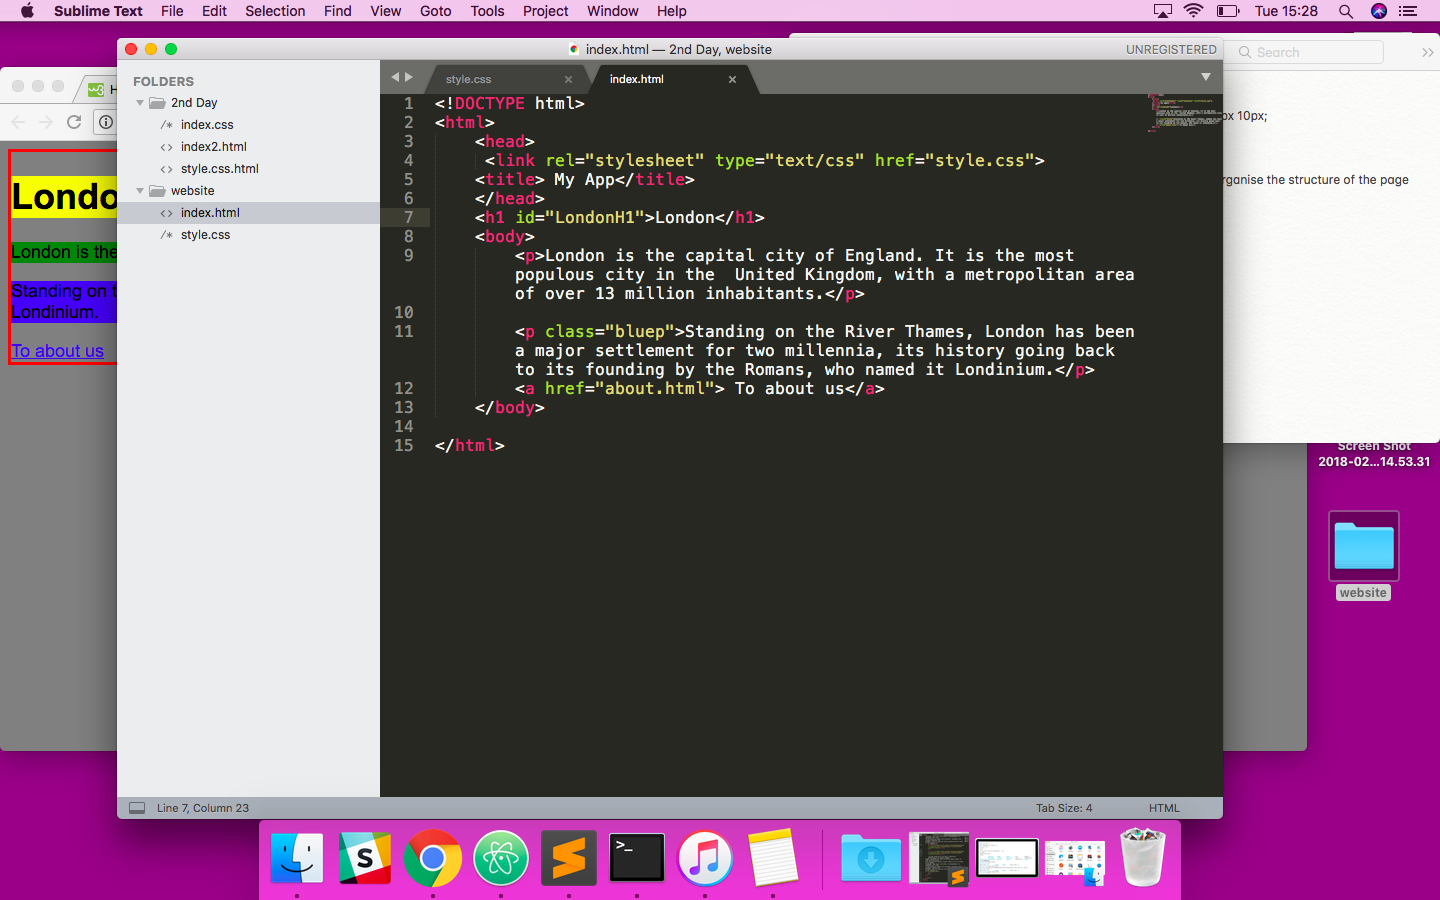 Sublime Text File Edit Selection Find View Goto Tools Project Window Help Tue 15:28
index.html — 2nd Day, website UNREGISTERED
Search
FOLDERS
2nd Day
/* index.css
<> index2.html
<> style.css.html
website
<> index.html
/* style.css
style.css × index.html ×
1 <!DOCTYPE html>
2 <html>
3 <head>
4 <link rel="stylesheet" type="text/css" href="style.css">
5 <title> My App</title>
6 </head>
7 <h1 id="LondonH1">London</h1>
8 <body>
9 <p>London is the capital city of England. It is the most
populous city in the  United Kingdom, with a metropolitan area
of over 13 million inhabitants.</p>
10
11 <p class="bluep">Standing on the River Thames, London has been
a major settlement for two millennia, its history going back
to its founding by the Romans, who named it Londinium.</p>
12 <a href="about.html"> To about us</a>
13 </body>
14
15 </html>
Line 7, Column 23 Tab Size: 4 HTML
H
Londo
London is the
Standing on t
Londinium.
To about us
px 10px;
rganise the structure of the page
Screen Shot
2018-02...14.53.31
website
S
>_